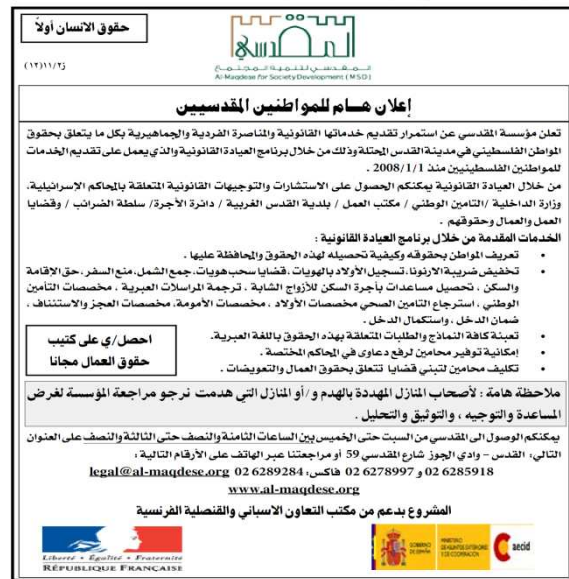 حقوق الانسان أولاً
ز٢/١١(١٢)
المقدسي
المقدسي لتنمية المجتمع
Al-Maqdese for Society Development (MSD)
إعلان هـام للمواطنين المقدسيين
تعلن مؤسسة المقدسي عن استمرار تقديم خدماتها القانونية والمناصرة الفردية والجماهيرية بكل ما يتعلق بحقوق
المواطن الفلسطيني في مدينة القدس المحتلة وذلك من خلال برنامج العيادة القانونية والذي يعمل على تقديم الخدمات
للمواطنين الفلسطينيين منذ 2008/1/1 .
من خلال العيادة القانونية يمكنكم الحصول على الاستشارات والتوجيهات القانونية المتعلقة بالمحاكم الإسرائيلية،
وزارة الداخلية /التامين الوطني / مكتب العمل / بلدية القدس الغربية / دائرة الأجرة/ سلطة الضرائب / وقضايا
العمل والعمال وحقوقهم .
الخدمات المقدمة من خلال برنامج العيادة القانونية :
• تعريف المواطن بحقوقه وكيفية تحصيله لهذه الحقوق والمحافظة عليها .
• تخفيض ضريبة الارنونا، تسجيل الأولاد بالهويات ، قضايا سحب هويات، جمع الشمل، منع السفر ، حق الإقامة
والسكن ، تحصيل مساعدات بأجرة السكن للأزواج الشابة ، ترجمة المراسلات العبرية ، مخصصات التأمين
الوطني ، استرجاع التامين الصحي مخصصات الأولاد ، مخصصات الأمومة، مخصصات العجز والاستئناف ،
ضمان الدخل ، واستكمال الدخل .
• تعبئة كافة النماذج والطلبات المتعلقة بهذه الحقوق باللغة العبرية.
• إمكانية توفير محامين لرفع دعاوى في المحاكم المختصة .
• تكليف محامين لتبني قضايا تتعلق بحقوق العمال والتعويضات .
احصل/ي على كتيب
حقوق العمال مجانا
ملاحظة هامة : لأصحاب المنازل المهددة بالهدم و/أو المنازل التي هدمت نرجو مراجعة المؤسسة لغرض
المساعدة والتوجيه ، والتوثيق والتحليل .
يمكنكم الوصول الى المقدسي من السبت حتى الخميس بين الساعات الثامنة والنصف حتى الثالثة والنصف على العنوان
التالي: القدس – وادي الجوز شارع المقدسي 59 أو مراجعتنا عبر الهاتف على الأرقام التالية :
02 6285918 و 02 6278997 فاكس: 02 6289284 legal@al-maqdese.org
www.al-maqdese.org
المشروع بدعم من مكتب التعاون الاسباني والقنصلية الفرنسية
Liberté • Égalité • Fraternité
RÉPUBLIQUE FRANÇAISE
GOBIERNO
DE ESPAÑA
MINISTERIO
DE ASUNTOS EXTERIORES
Y DE COOPERACIÓN
aecid